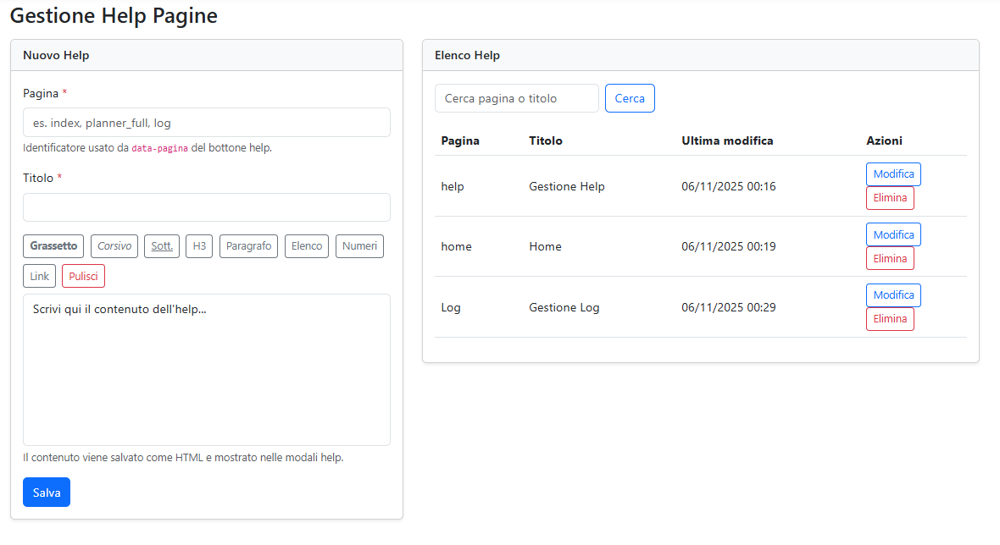 Gestione Help Pagine
Nuovo Help
Pagina *
es. index, planner_full, log
Identificatore usato da data-pagina del bottone help.
Titolo *
Grassetto Corsivo Sott. H3 Paragrafo Elenco Numeri
Link Pulisci
Scrivi qui il contenuto dell'help...
Il contenuto viene salvato come HTML e mostrato nelle modali help.
Salva
Elenco Help
Cerca pagina o titolo Cerca
Pagina Titolo Ultima modifica Azioni
help Gestione Help 06/11/2025 00:16 Modifica
Elimina
home Home 06/11/2025 00:19 Modifica
Elimina
Log Gestione Log 06/11/2025 00:29 Modifica
Elimina